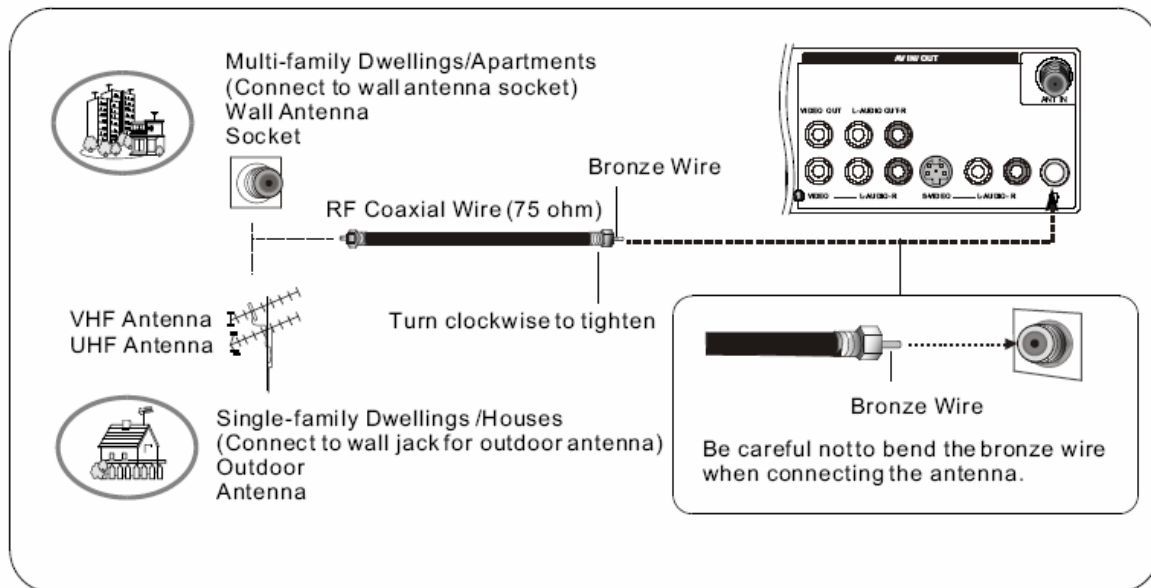 Multi-family Dwellings/Apartments
(Connect to wall antenna socket)
Wall Antenna
Socket
AV IN/OUT
ANT IN
VIDEO OUT L-AUDIO OUT-R
VIDEO L-AUDIO-R S-VIDEO L-AUDIO-R
Bronze Wire
RF Coaxial Wire (75 ohm)
VHF Antenna
UHF Antenna
Turn clockwise to tighten
Single-family Dwellings /Houses
(Connect to wall jack for outdoor antenna)
Outdoor
Antenna
Bronze Wire
Be careful notto bend the bronze wire
when connecting the antenna.